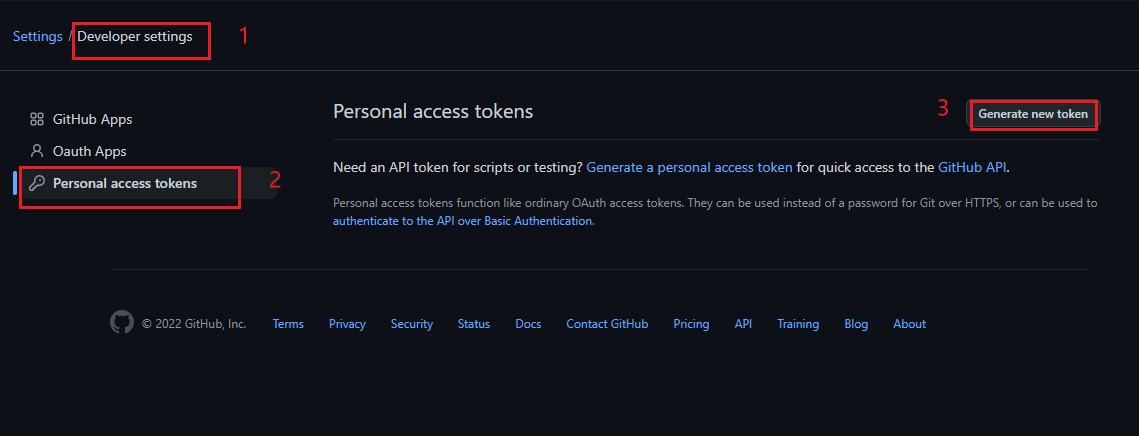 Settings / Developer settings 1
GitHub Apps
Oauth Apps
Personal access tokens 2
Personal access tokens
3 Generate new token
Need an API token for scripts or testing? Generate a personal access token for quick access to the GitHub API.
Personal access tokens function like ordinary OAuth access tokens. They can be used instead of a password for Git over HTTPS, or can be used to
authenticate to the API over Basic Authentication.
© 2022 GitHub, Inc. Terms Privacy Security Status Docs Contact GitHub Pricing API Training Blog About